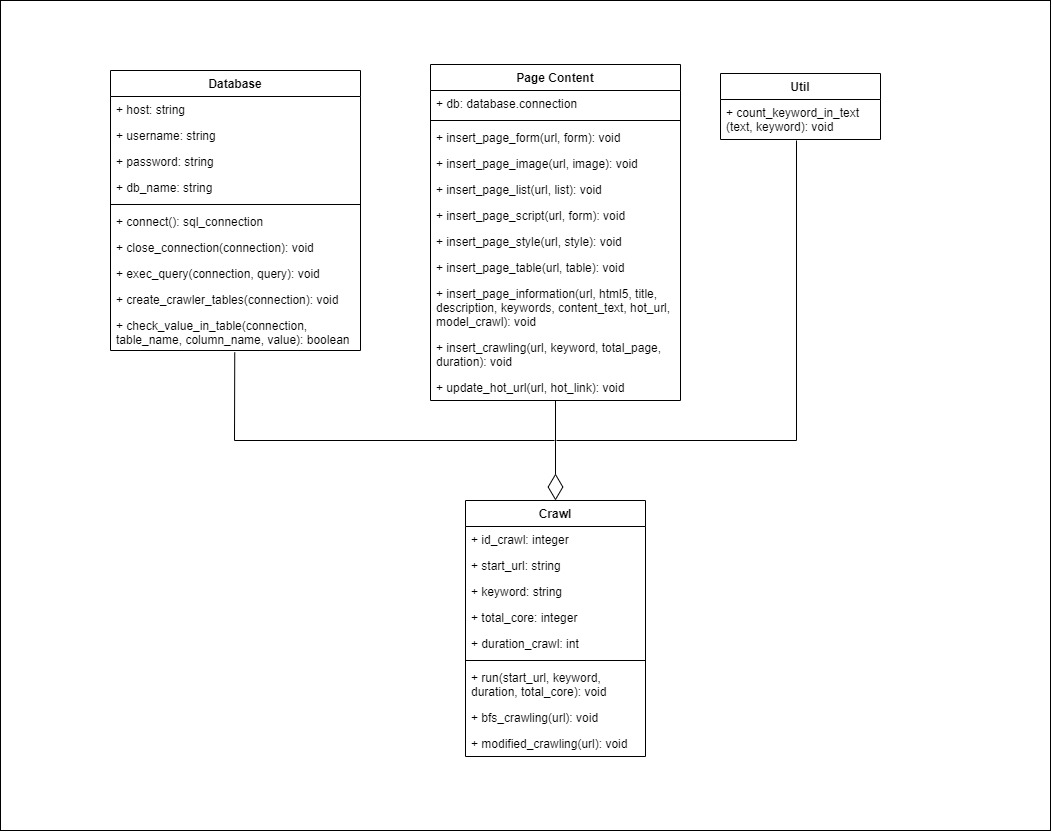 Database
+ host: string
+ username: string
+ password: string
+ db_name: string
+ connect(): sql_connection
+ close_connection(connection): void
+ exec_query(connection, query): void
+ create_crawler_tables(connection): void
+ check_value_in_table(connection,
table_name, column_name, value): boolean
Page Content
+ db: database.connection
+ insert_page_form(url, form): void
+ insert_page_image(url, image): void
+ insert_page_list(url, list): void
+ insert_page_script(url, form): void
+ insert_page_style(url, style): void
+ insert_page_table(url, table): void
+ insert_page_information(url, html5, title,
description, keywords, content_text, hot_url,
model_crawl): void
+ insert_crawling(url, keyword, total_page,
duration): void
+ update_hot_url(url, hot_link): void
Util
+ count_keyword_in_text
(text, keyword): void
Crawl
+ id_crawl: integer
+ start_url: string
+ keyword: string
+ total_core: integer
+ duration_crawl: int
+ run(start_url, keyword,
duration, total_core): void
+ bfs_crawling(url): void
+ modified_crawling(url): void